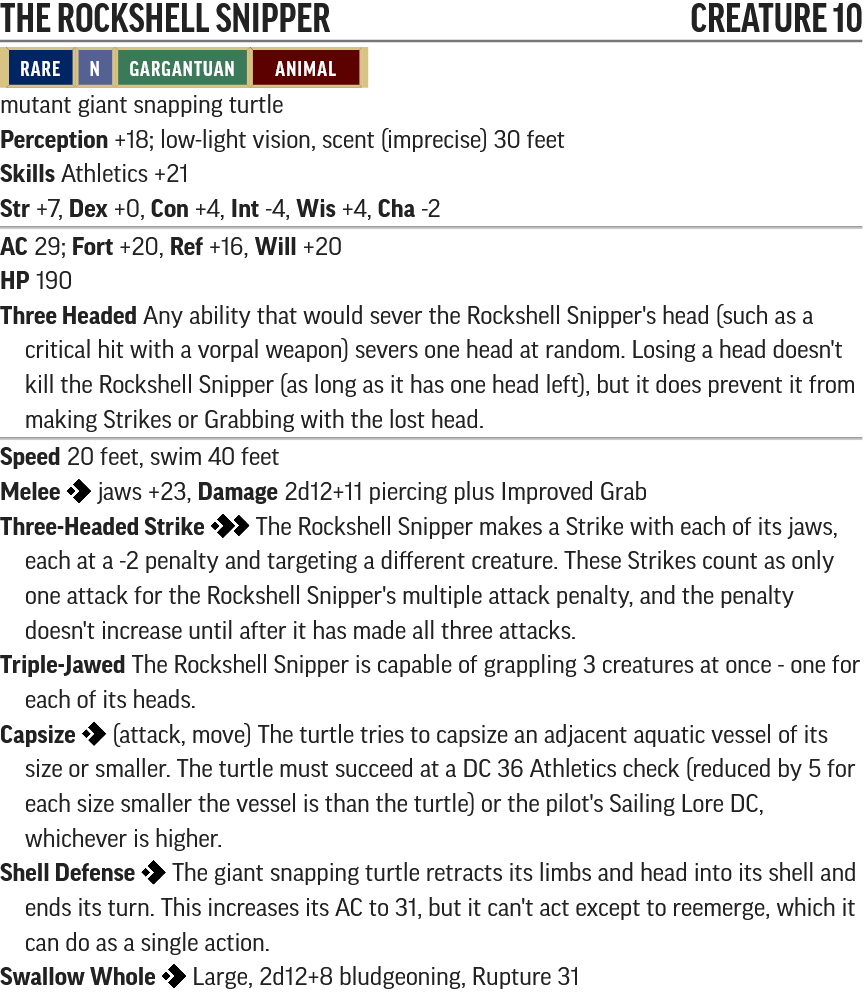 THE ROCKSHELL SNIPPER CREATURE 10
RARE N GARGANTUAN ANIMAL
mutant giant snapping turtle
Perception +18; low-light vision, scent (imprecise) 30 feet
Skills Athletics +21
Str +7, Dex +0, Con +4, Int -4, Wis +4, Cha -2
AC 29; Fort +20, Ref +16, Will +20
HP 190
Three Headed Any ability that would sever the Rockshell Snipper's head (such as a
critical hit with a vorpal weapon) severs one head at random. Losing a head doesn't
kill the Rockshell Snipper (as long as it has one head left), but it does prevent it from
making Strikes or Grabbing with the lost head.
Speed 20 feet, swim 40 feet
Melee jaws +23, Damage 2d12+11 piercing plus Improved Grab
Three-Headed Strike The Rockshell Snipper makes a Strike with each of its jaws,
each at a -2 penalty and targeting a different creature. These Strikes count as only
one attack for the Rockshell Snipper's multiple attack penalty, and the penalty
doesn't increase until after it has made all three attacks.
Triple-Jawed The Rockshell Snipper is capable of grappling 3 creatures at once - one for
each of its heads.
Capsize (attack, move) The turtle tries to capsize an adjacent aquatic vessel of its
size or smaller. The turtle must succeed at a DC 36 Athletics check (reduced by 5 for
each size smaller the vessel is than the turtle) or the pilot's Sailing Lore DC,
whichever is higher.
Shell Defense The giant snapping turtle retracts its limbs and head into its shell and
ends its turn. This increases its AC to 31, but it can't act except to reemerge, which it
can do as a single action.
Swallow Whole Large, 2d12+8 bludgeoning, Rupture 31